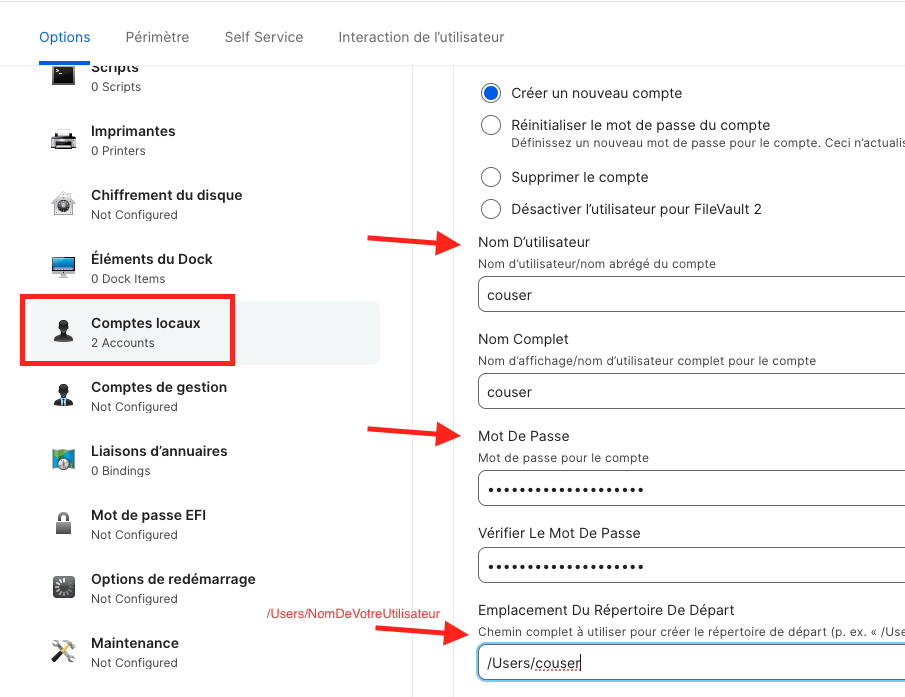 Options
Périmètre
Self Service
Interaction de l’utilisateur
Scripts
0 Scripts
Imprimantes
0 Printers
Chiffrement du disque
Not Configured
Éléments du Dock
0 Dock Items
Comptes locaux
2 Accounts
Comptes de gestion
Not Configured
Liaisons d’annuaires
0 Bindings
Mot de passe EFI
Not Configured
Options de redémarrage
Not Configured
Maintenance
Not Configured
Créer un nouveau compte
Réinitialiser le mot de passe du compte
Définissez un nouveau mot de passe pour le compte. Ceci n’actualis
Supprimer le compte
Désactiver l’utilisateur pour FileVault 2
Nom D’utilisateur
Nom d’utilisateur/nom abrégé du compte
couser
Nom Complet
Nom d’affichage/nom d’utilisateur complet pour le compte
couser
Mot De Passe
Mot de passe pour le compte
••••••••••••••••••••
Vérifier Le Mot De Passe
••••••••••••••••••••
Emplacement Du Répertoire De Départ
/Users/NomDeVotreUtilisateur
Chemin complet à utiliser pour créer le répertoire de départ (p. ex. « /Use
/Users/couser